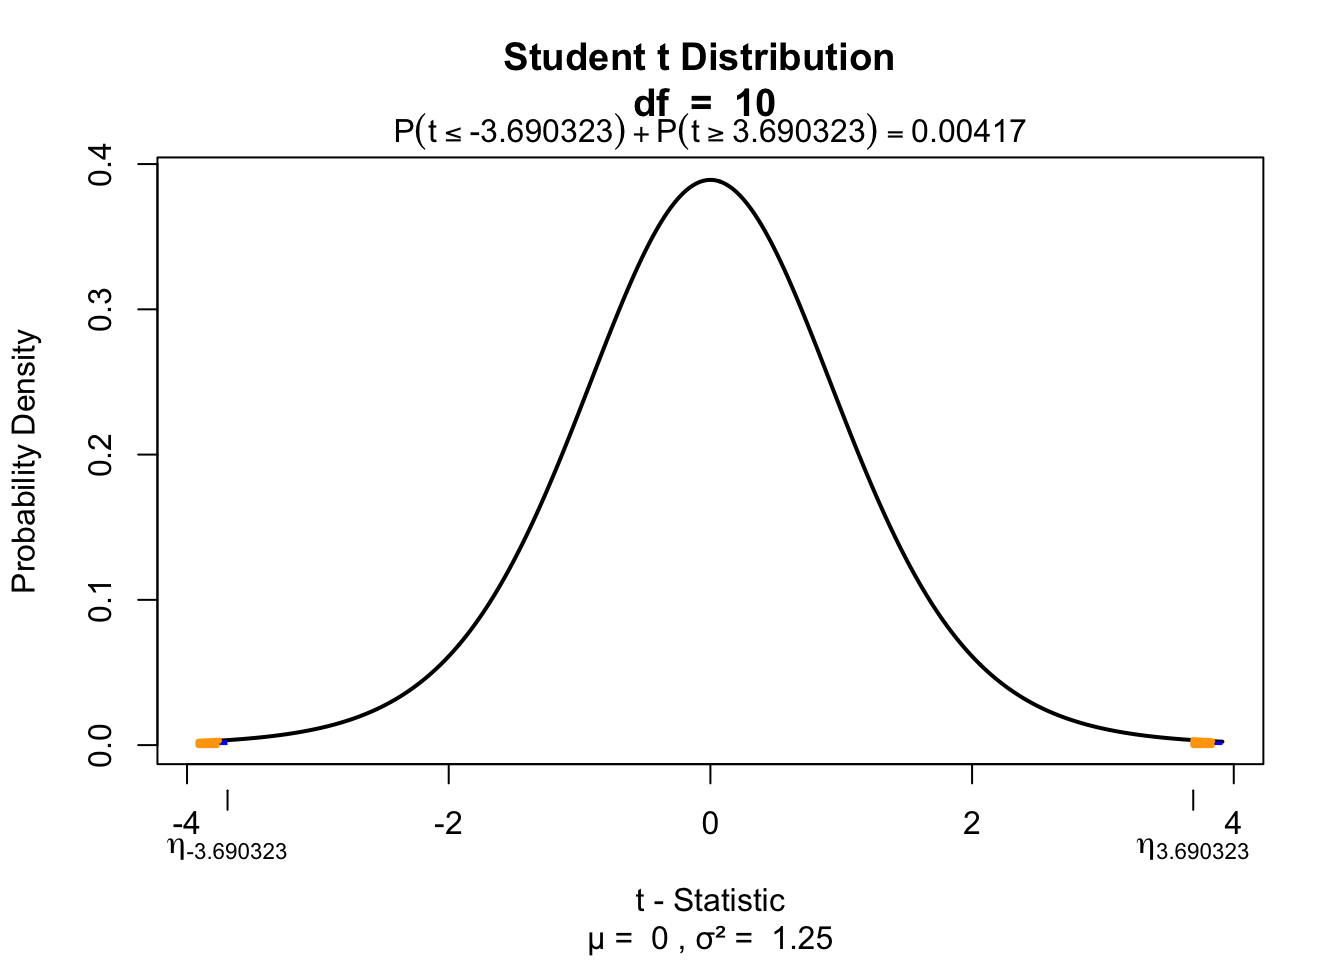 Student t Distribution
df = 10
P(t ≤ -3.690323) + P(t ≥ 3.690323) = 0.00417
Probability Density
0.4
0.3
0.2
0.1
0.0
-4 -2 0 2 4
η-3.690323 η3.690323
t - Statistic
μ = 0 , σ² = 1.25